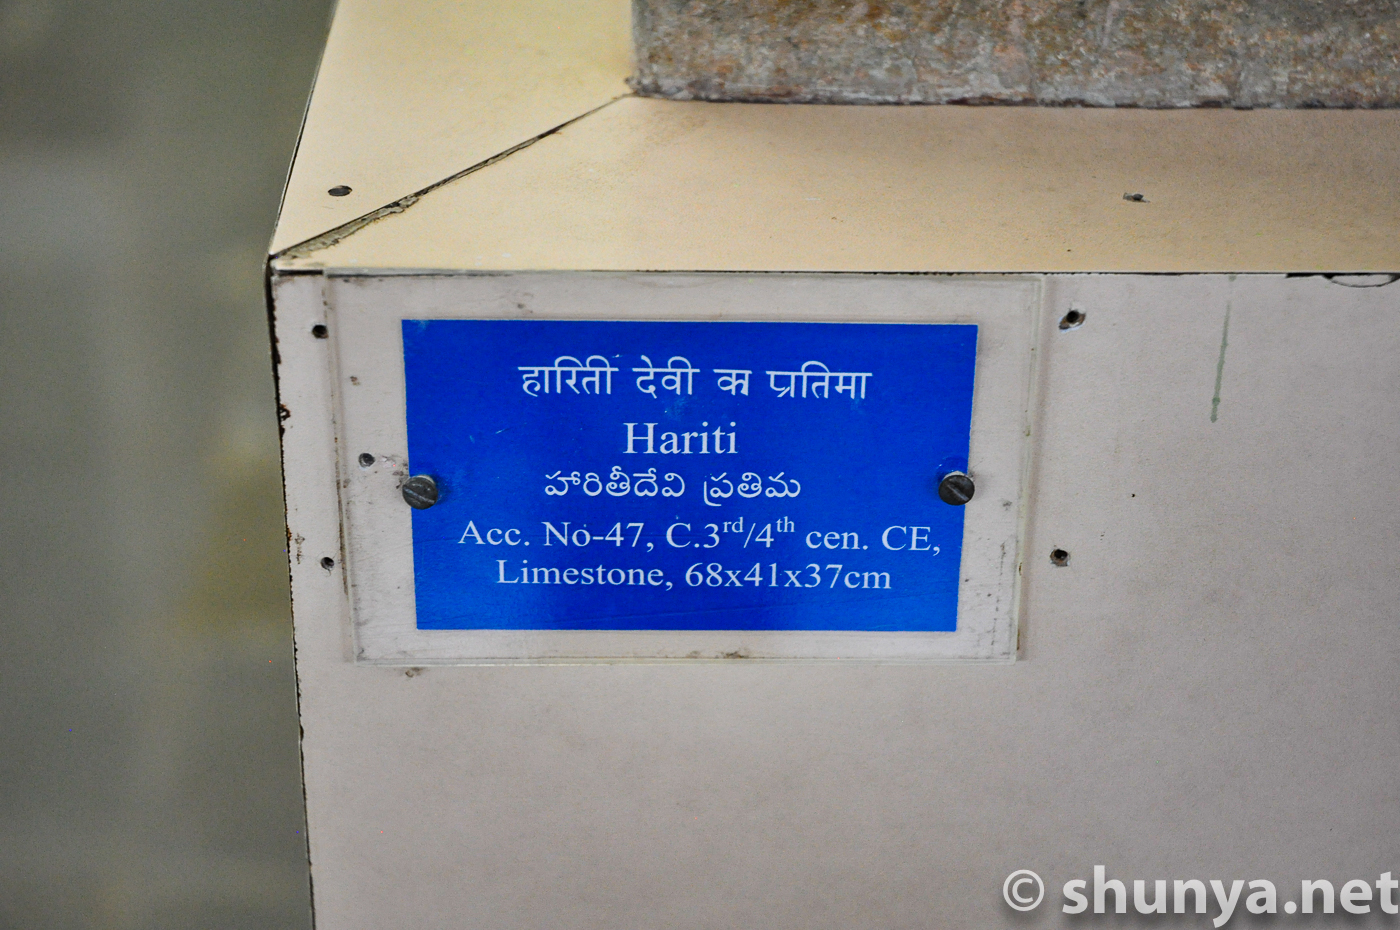 हारिती देवी का प्रतिमा
Hariti
హారితీదేవి ప్రతిమ
Acc. No-47, C.3rd/4th cen. CE,
Limestone, 68x41x37cm
© shunya.net